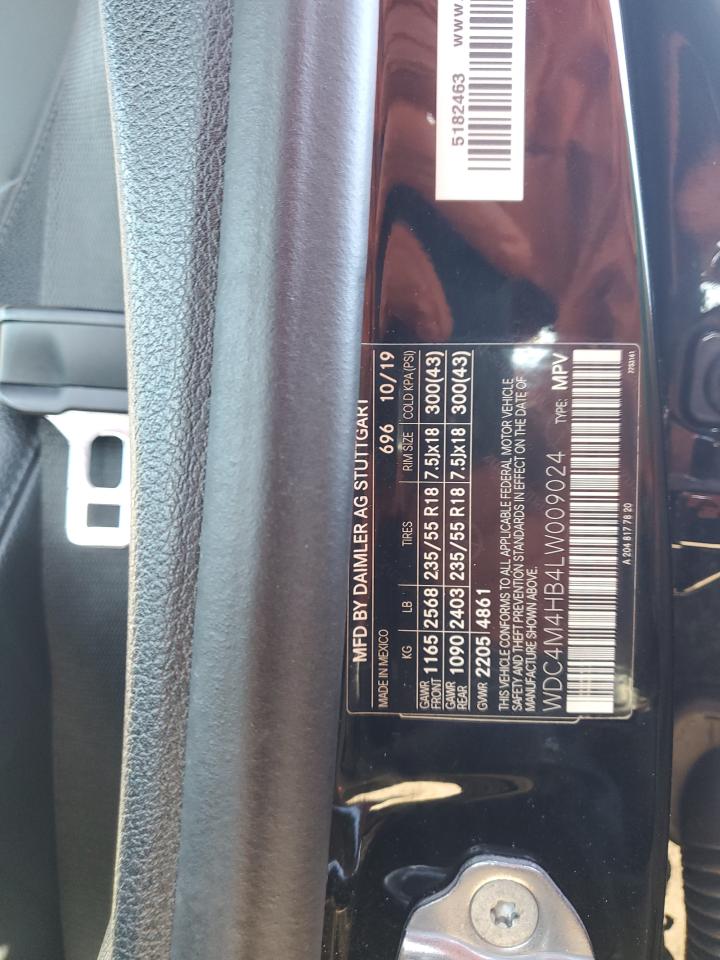 5182463
www.
MFD BY DAIMLER AG STUTTGART
696 10/19
MADE IN MEXICO
KG LB TIRES RIM SIZE COLD KPA (PSI)
GAWR FRONT 1165 2568 235/55 R18 7.5Jx18 300(43)
GAWR REAR 1090 2403 235/55 R18 7.5Jx18 300(43)
GVWR 2205 4861
THIS VEHICLE CONFORMS TO ALL APPLICABLE FEDERAL MOTOR VEHICLE
SAFETY AND THEFT PREVENTION STANDARDS IN EFFECT ON THE DATE OF
MANUFACTURE SHOWN ABOVE.
WDC4M4HB4LW009024 TYPE: MPV
A 204 817 78 20
7703161